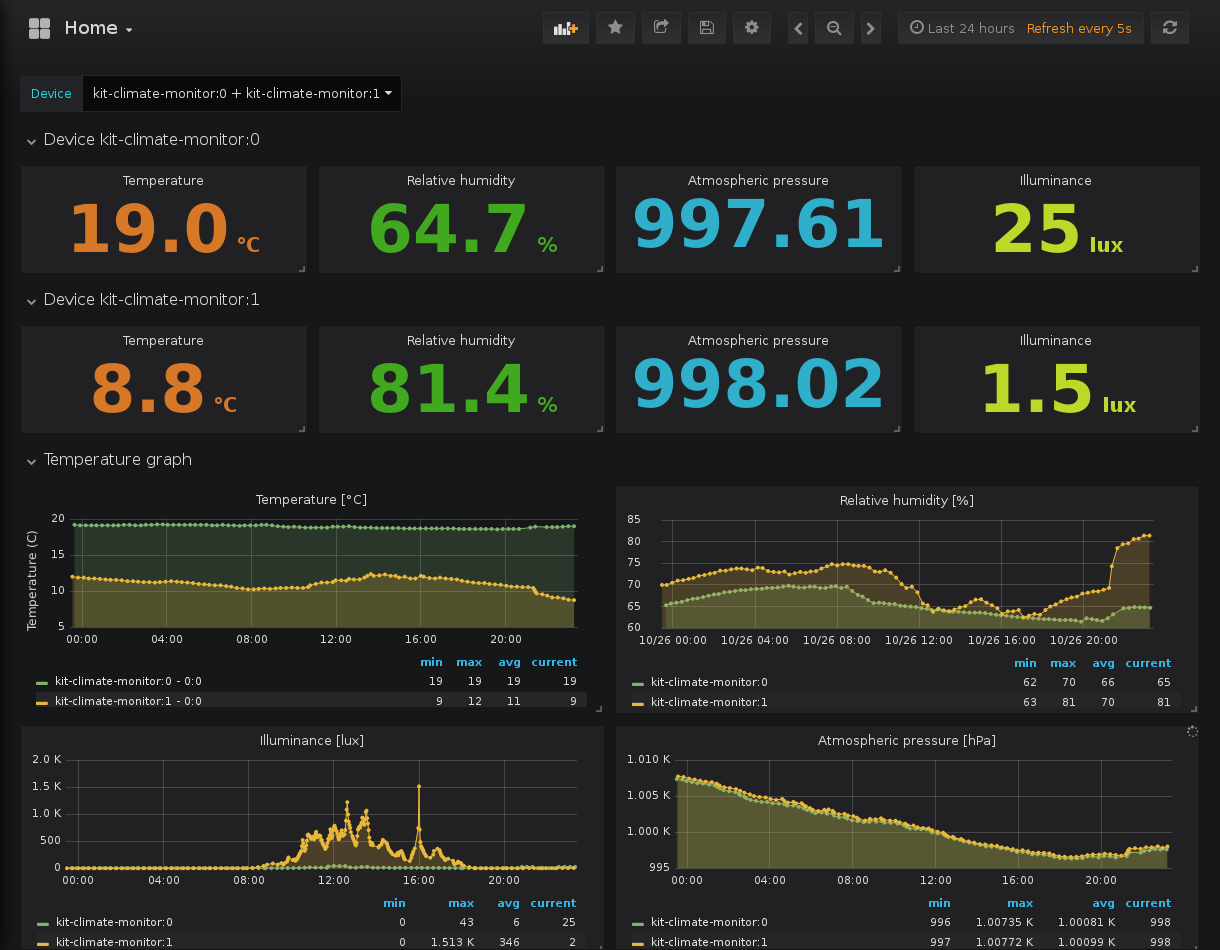 Home
Last 24 hours Refresh every 5s
Device kit-climate-monitor:0 + kit-climate-monitor:1
Device kit-climate-monitor:0
Temperature Relative humidity Atmospheric pressure Illuminance
19.0 °C 64.7 % 997.61 25 lux
Device kit-climate-monitor:1
Temperature Relative humidity Atmospheric pressure Illuminance
8.8 °C 81.4 % 998.02 1.5 lux
Temperature graph
Temperature [°C]
Temperature (C)
20
15
10
5
00:00 04:00 08:00 12:00 16:00 20:00
min max avg current
kit-climate-monitor:0 - 0:0 19 19 19 19
kit-climate-monitor:1 - 0:0 9 12 11 9
Relative humidity [%]
85
80
75
70
65
60
10/26 00:00 10/26 04:00 10/26 08:00 10/26 12:00 10/26 16:00 10/26 20:00
min max avg current
kit-climate-monitor:0 62 70 66 65
kit-climate-monitor:1 63 81 70 81
Illuminance [lux]
2.0 K
1.5 K
1.0 K
500
0
00:00 04:00 08:00 12:00 16:00 20:00
min max avg current
kit-climate-monitor:0 0 43 6 25
kit-climate-monitor:1 0 1.513 K 346 2
Atmospheric pressure [hPa]
1.010 K
1.005 K
1.000 K
995
00:00 04:00 08:00 12:00 16:00 20:00
min max avg current
kit-climate-monitor:0 996 1.00735 K 1.00081 K 998
kit-climate-monitor:1 997 1.00772 K 1.00099 K 998